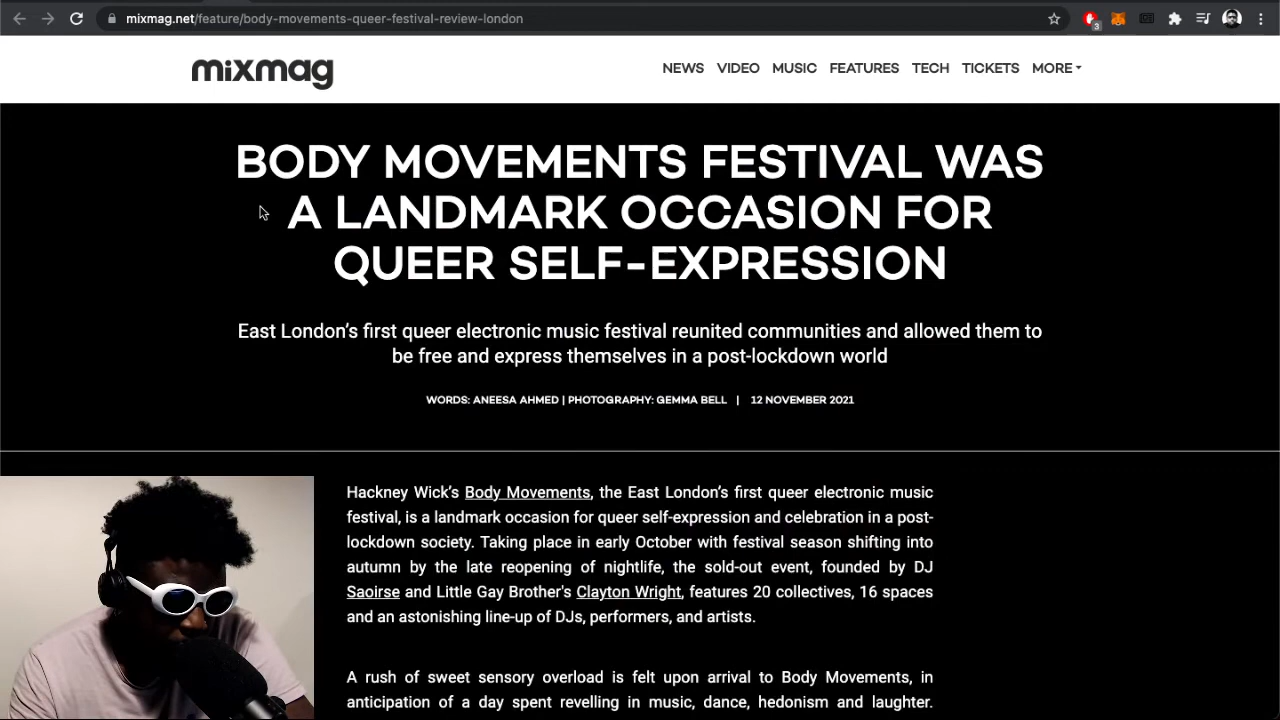 mixmag.net/feature/body-movements-queer-festival-review-london
3
mixmag
NEWS VIDEO MUSIC FEATURES TECH TICKETS MORE
BODY MOVEMENTS FESTIVAL WAS
A LANDMARK OCCASION FOR
QUEER SELF-EXPRESSION
East London’s first queer electronic music festival reunited communities and allowed them to
be free and express themselves in a post-lockdown world
WORDS: ANEESA AHMED | PHOTOGRAPHY: GEMMA BELL | 12 NOVEMBER 2021
Hackney Wick’s Body Movements, the East London’s first queer electronic music
festival, is a landmark occasion for queer self-expression and celebration in a post-
lockdown society. Taking place in early October with festival season shifting into
autumn by the late reopening of nightlife, the sold-out event, founded by DJ
Saoirse and Little Gay Brother's Clayton Wright, features 20 collectives, 16 spaces
and an astonishing line-up of DJs, performers, and artists.
A rush of sweet sensory overload is felt upon arrival to Body Movements, in
anticipation of a day spent revelling in music, dance, hedonism and laughter.